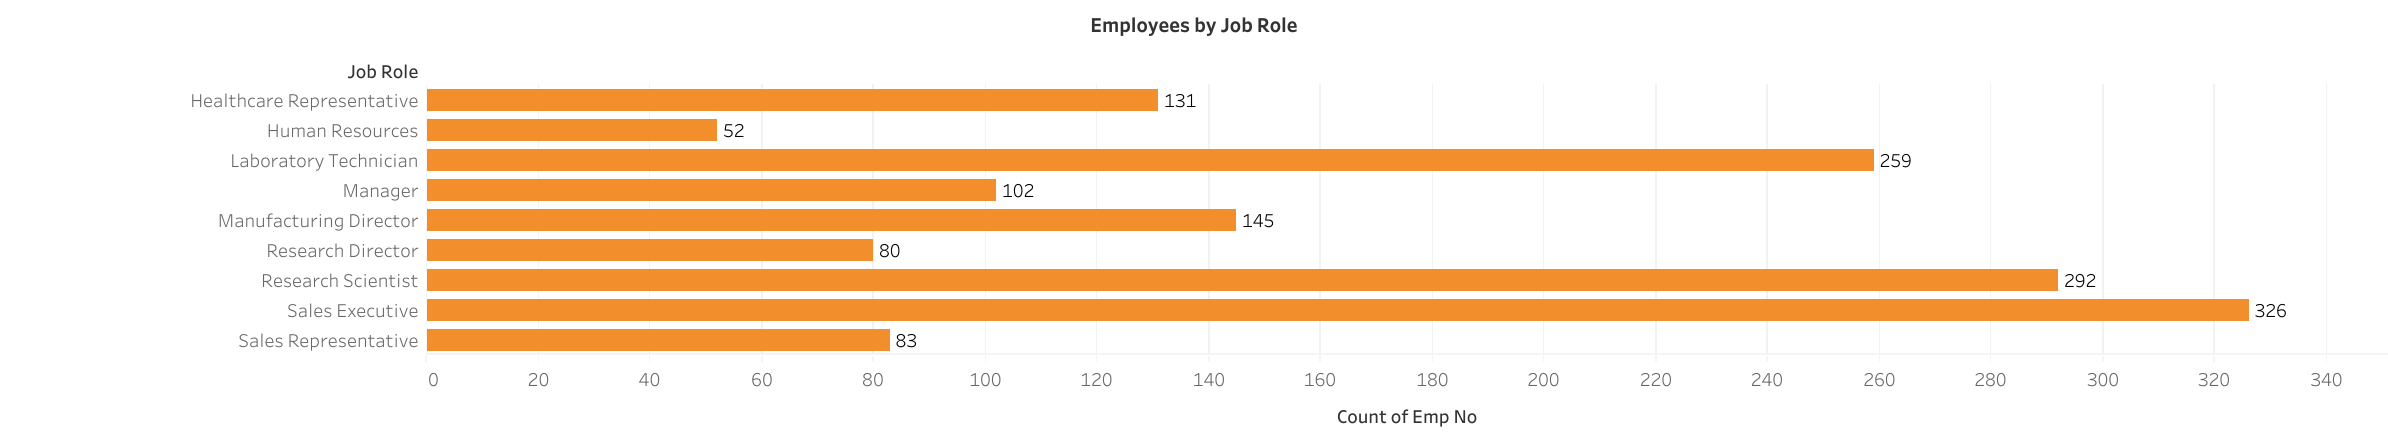 Employees by Job Role
Job Role
Healthcare Representative 131
Human Resources 52
Laboratory Technician 259
Manager 102
Manufacturing Director 145
Research Director 80
Research Scientist 292
Sales Executive 326
Sales Representative 83
0 20 40 60 80 100 120 140 160 180 200 220 240 260 280 300 320 340
Count of Emp No